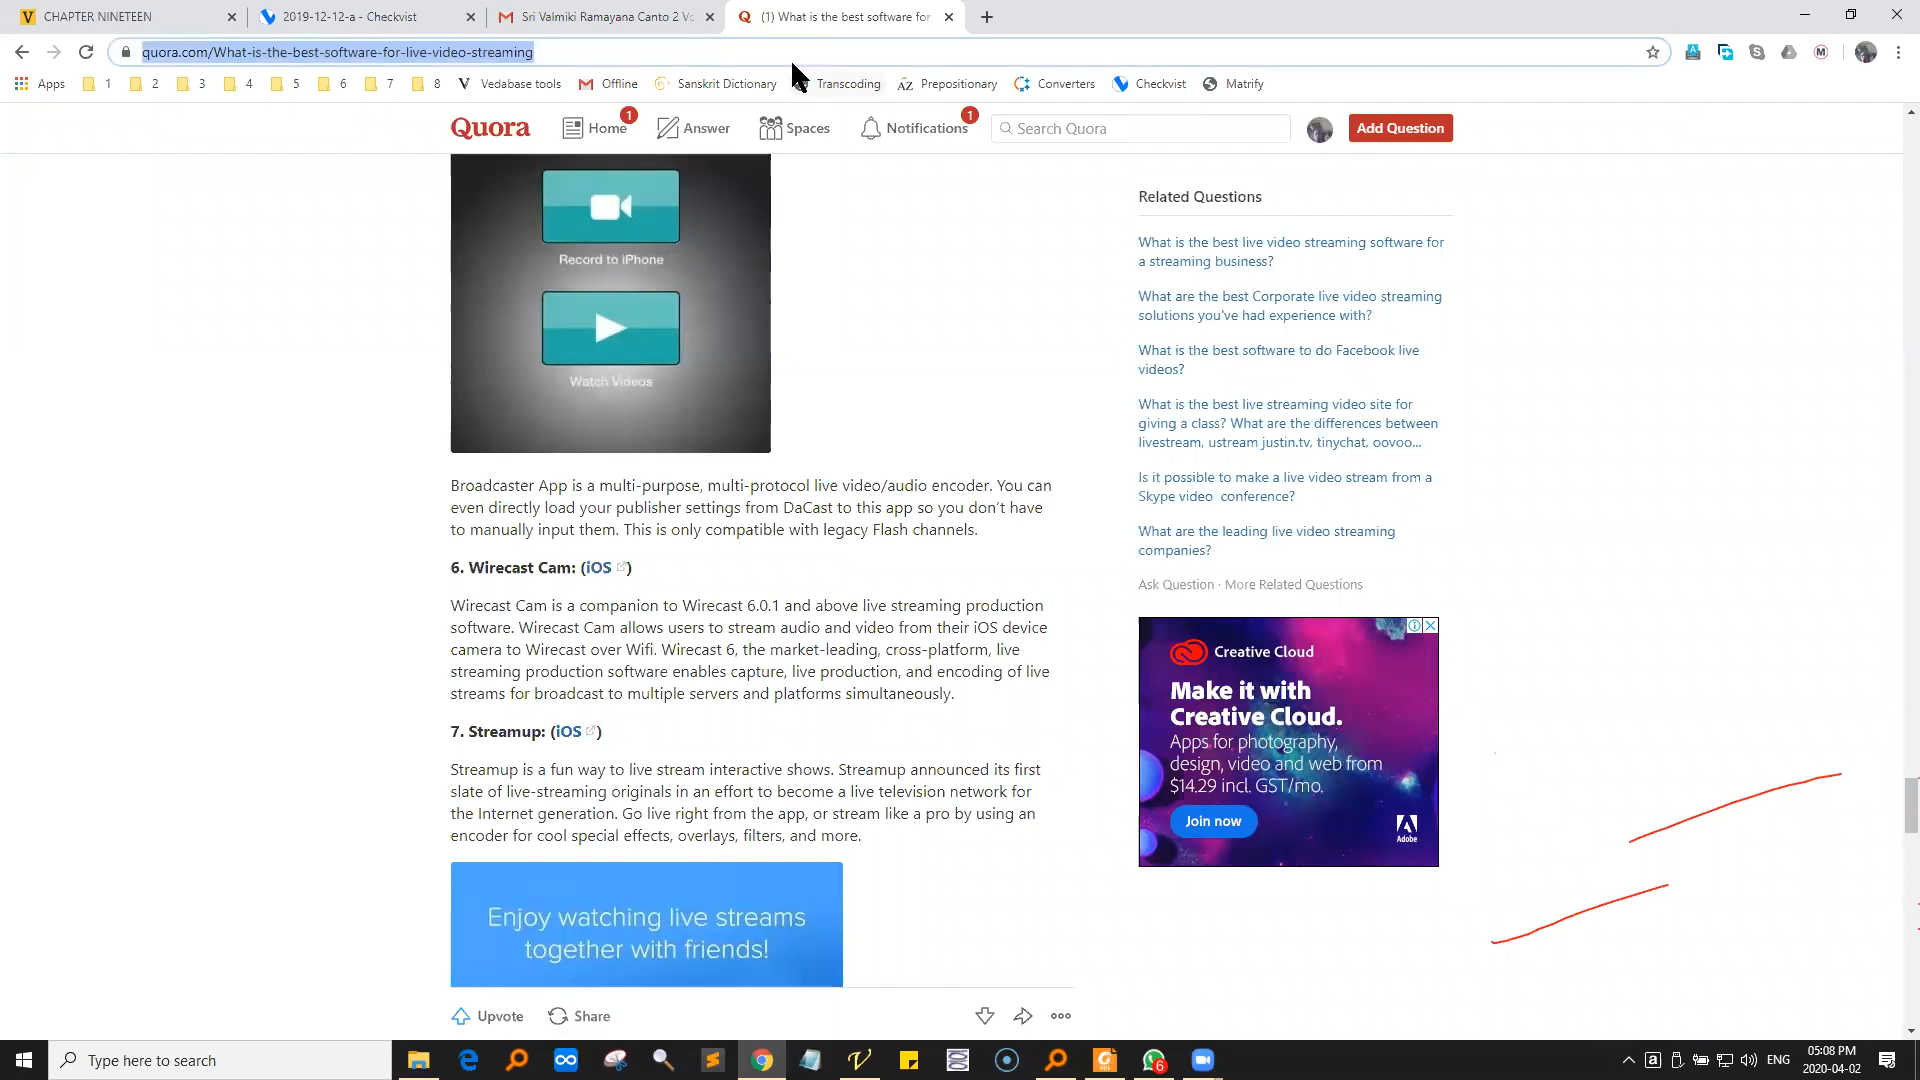 CHAPTER NINETEEN
2019-12-12-a - Checkvist
Sri Valmiki Ramayana Canto 2 Vo
(1) What is the best software for
quora.com/What-is-the-best-software-for-live-video-streaming
Apps 1 2 3 4 5 6 7 8 Vedabase tools Offline Sanskrit Dictionary Transcoding Prepositionary Converters Checkvist Matrify
Quora Home 1 Answer Spaces Notifications 1 Search Quora Add Question
Record to iPhone
Watch Videos
Broadcaster App is a multi-purpose, multi-protocol live video/audio encoder. You can
even directly load your publisher settings from DaCast to this app so you don't have
to manually input them. This is only compatible with legacy Flash channels.
6. Wirecast Cam: (iOS)
Wirecast Cam is a companion to Wirecast 6.0.1 and above live streaming production
software. Wirecast Cam allows users to stream audio and video from their iOS device
camera to Wirecast over Wifi. Wirecast 6, the market-leading, cross-platform, live
streaming production software enables capture, live production, and encoding of live
streams for broadcast to multiple servers and platforms simultaneously.
7. Streamup: (iOS)
Streamup is a fun way to live stream interactive shows. Streamup announced its first
slate of live-streaming originals in an effort to become a live television network for
the Internet generation. Go live right from the app, or stream like a pro by using an
encoder for cool special effects, overlays, filters, and more.
Enjoy watching live streams
together with friends!
Upvote Share
Related Questions
What is the best live video streaming software for
a streaming business?
What are the best Corporate live video streaming
solutions you've had experience with?
What is the best software to do Facebook live
videos?
What is the best live streaming video site for
giving a class? What are the differences between
livestream, ustream justin.tv, tinychat, oovoo...
Is it possible to make a live video stream from a
Skype video conference?
What are the leading live video streaming
companies?
Ask Question · More Related Questions
Creative Cloud
Make it with
Creative Cloud.
Apps for photography,
design, video and web from
$14.29 incl. GST/mo.
Join now
Adobe
Type here to search
6
ENG
05:08 PM
2020-04-02